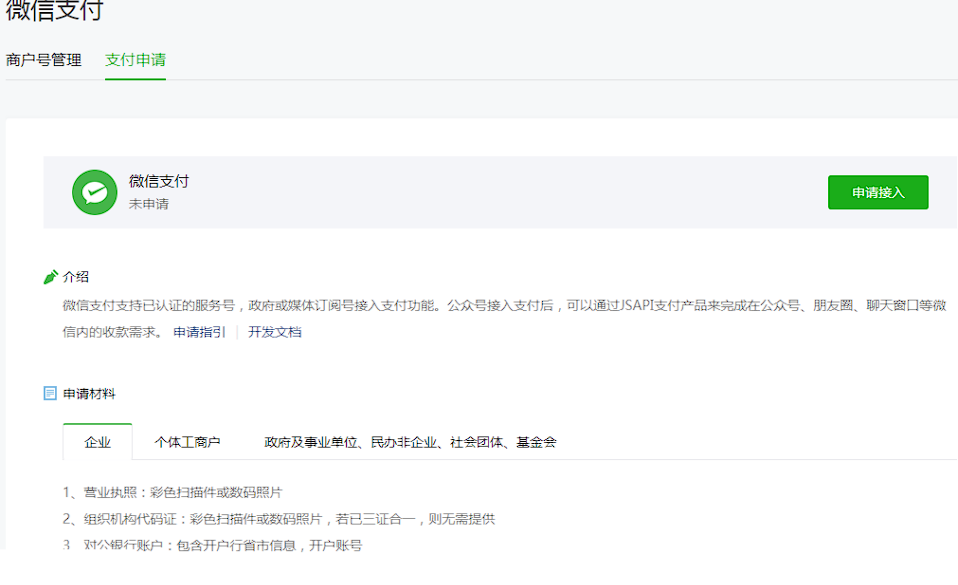 微信支付
商户号管理 支付申请
微信支付
未申请
申请接入
介绍
微信支付支持已认证的服务号，政府或媒体订阅号接入支付功能。公众号接入支付后，可以通过JSAPI支付产品来完成在公众号、朋友圈、聊天窗口等微
信内的收款需求。 申请指引 | 开发文档
申请材料
企业 个体工商户 政府及事业单位、民办非企业、社会团体、基金会
1、营业执照：彩色扫描件或数码照片
2、组织机构代码证：彩色扫描件或数码照片，若已三证合一，则无需提供
3、对公银行账户：包含开户行省市信息，开户账号